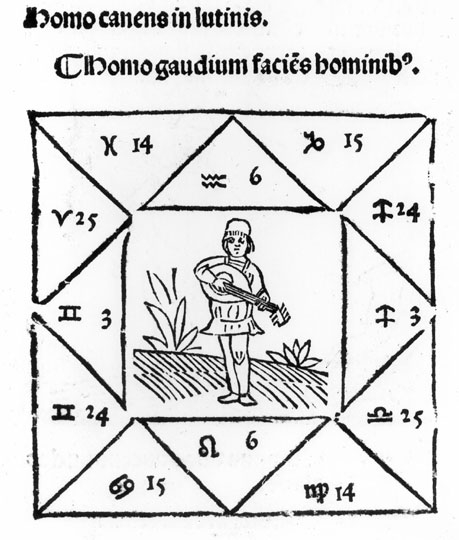 Homo canens in lutinis.
¶ Homo gaudium faciēs hominibꝰ.
♓ 14 ♑ 15
♒ 6
♈ 25 ♐ 24
♊ 3 ♐ 3
♊ 24 ♎ 25
♌ 6
♋ 15 ♍ 14